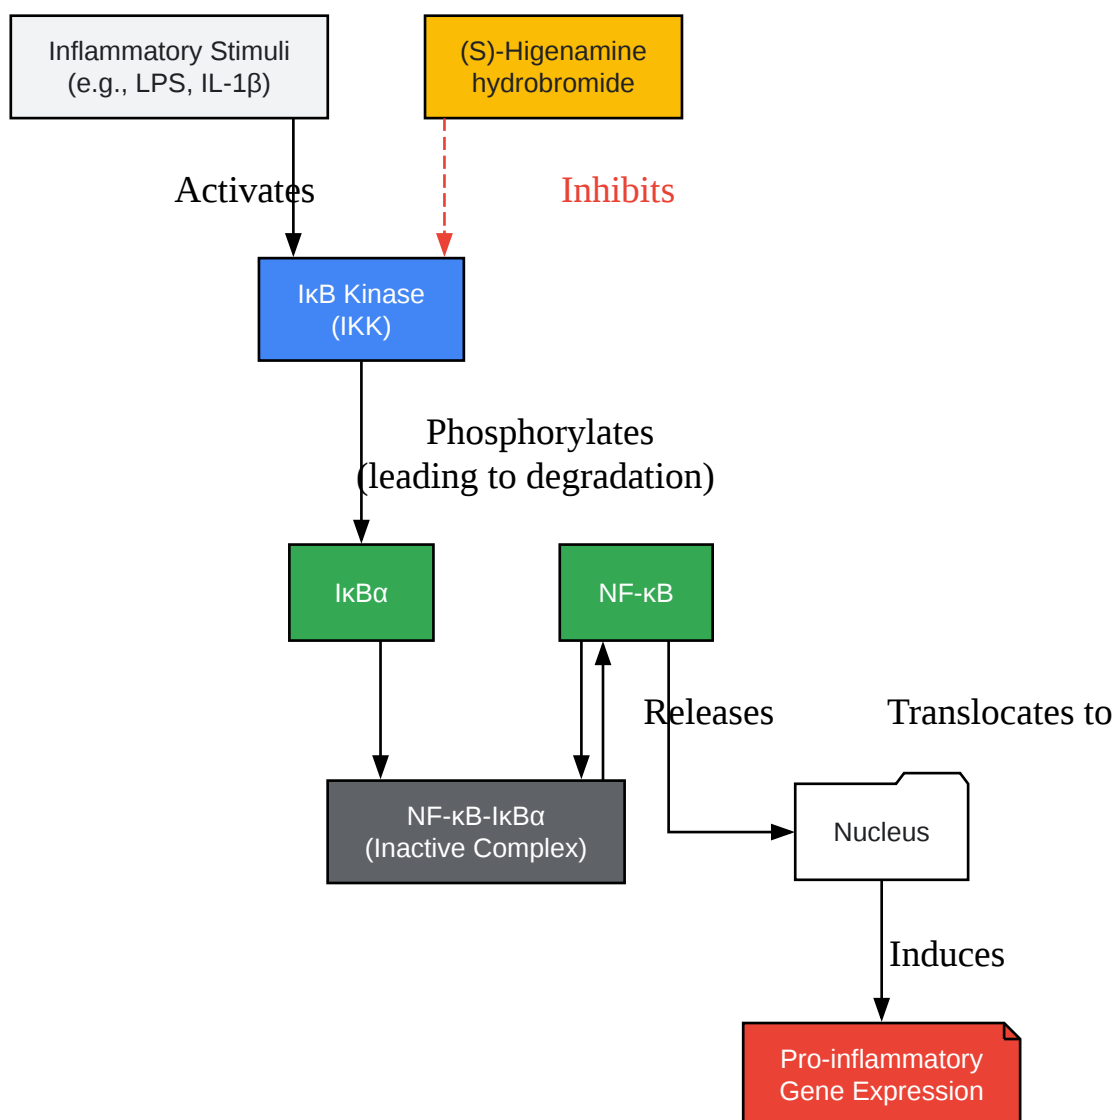 Inflammatory Stimuli
(e.g., LPS, IL-1β)
(S)-Higenamine
hydrobromide
Activates
Inhibits
IκB Kinase
(IKK)
Phosphorylates
(leading to degradation)
IκBα
NF-κB
Releases
Translocates to
NF-κB-IκBα
(Inactive Complex)
Nucleus
Induces
Pro-inflammatory
Gene Expression